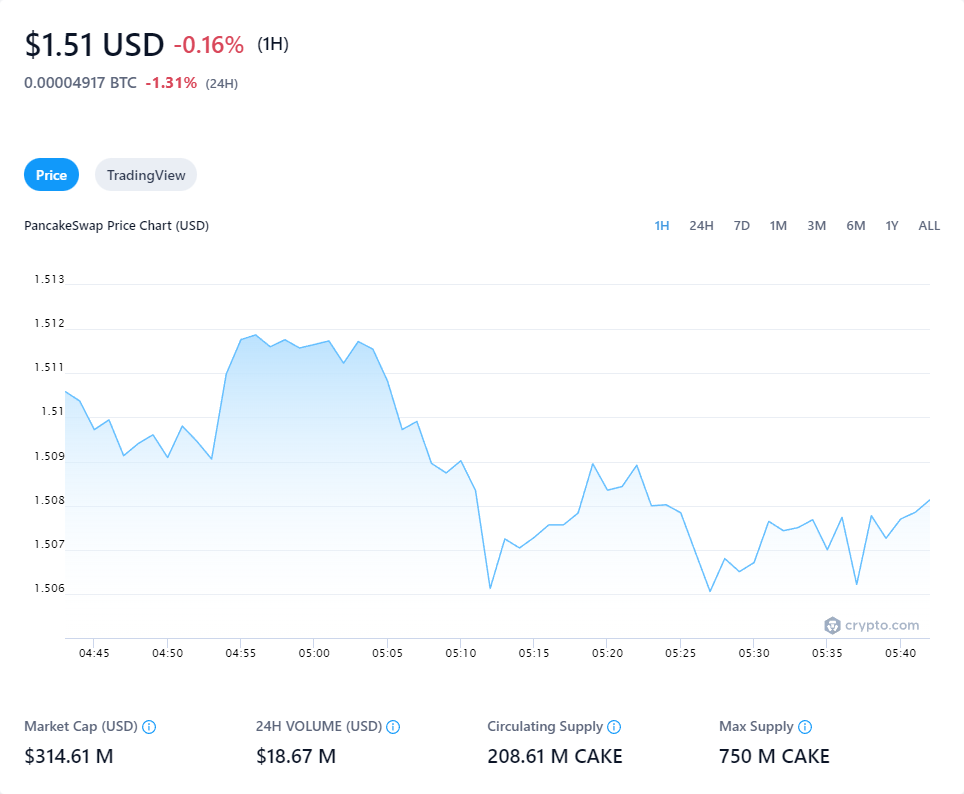 $1.51 USD -0.16% (1H)
0.00004917 BTC -1.31% (24H)
Price TradingView
PancakeSwap Price Chart (USD) 1H 24H 7D 1M 3M 6M 1Y ALL
1.513
1.512
1.511
1.51
1.509
1.508
1.507
1.506
crypto.com
04:45 04:50 04:55 05:00 05:05 05:10 05:15 05:20 05:25 05:30 05:35 05:40
Market Cap (USD) 24H VOLUME (USD) Circulating Supply Max Supply
$314.61 M $18.67 M 208.61 M CAKE 750 M CAKE